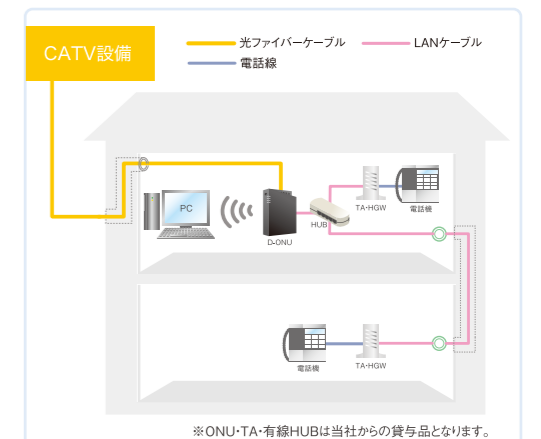 CATV設備
光ファイバーケーブル
LANケーブル
電話線
PC
D-ONU
HUB
TA・HGW
電話機
電話機
TA・HGW
※ONU・TA・有線HUBは当社からの貸与品となります。